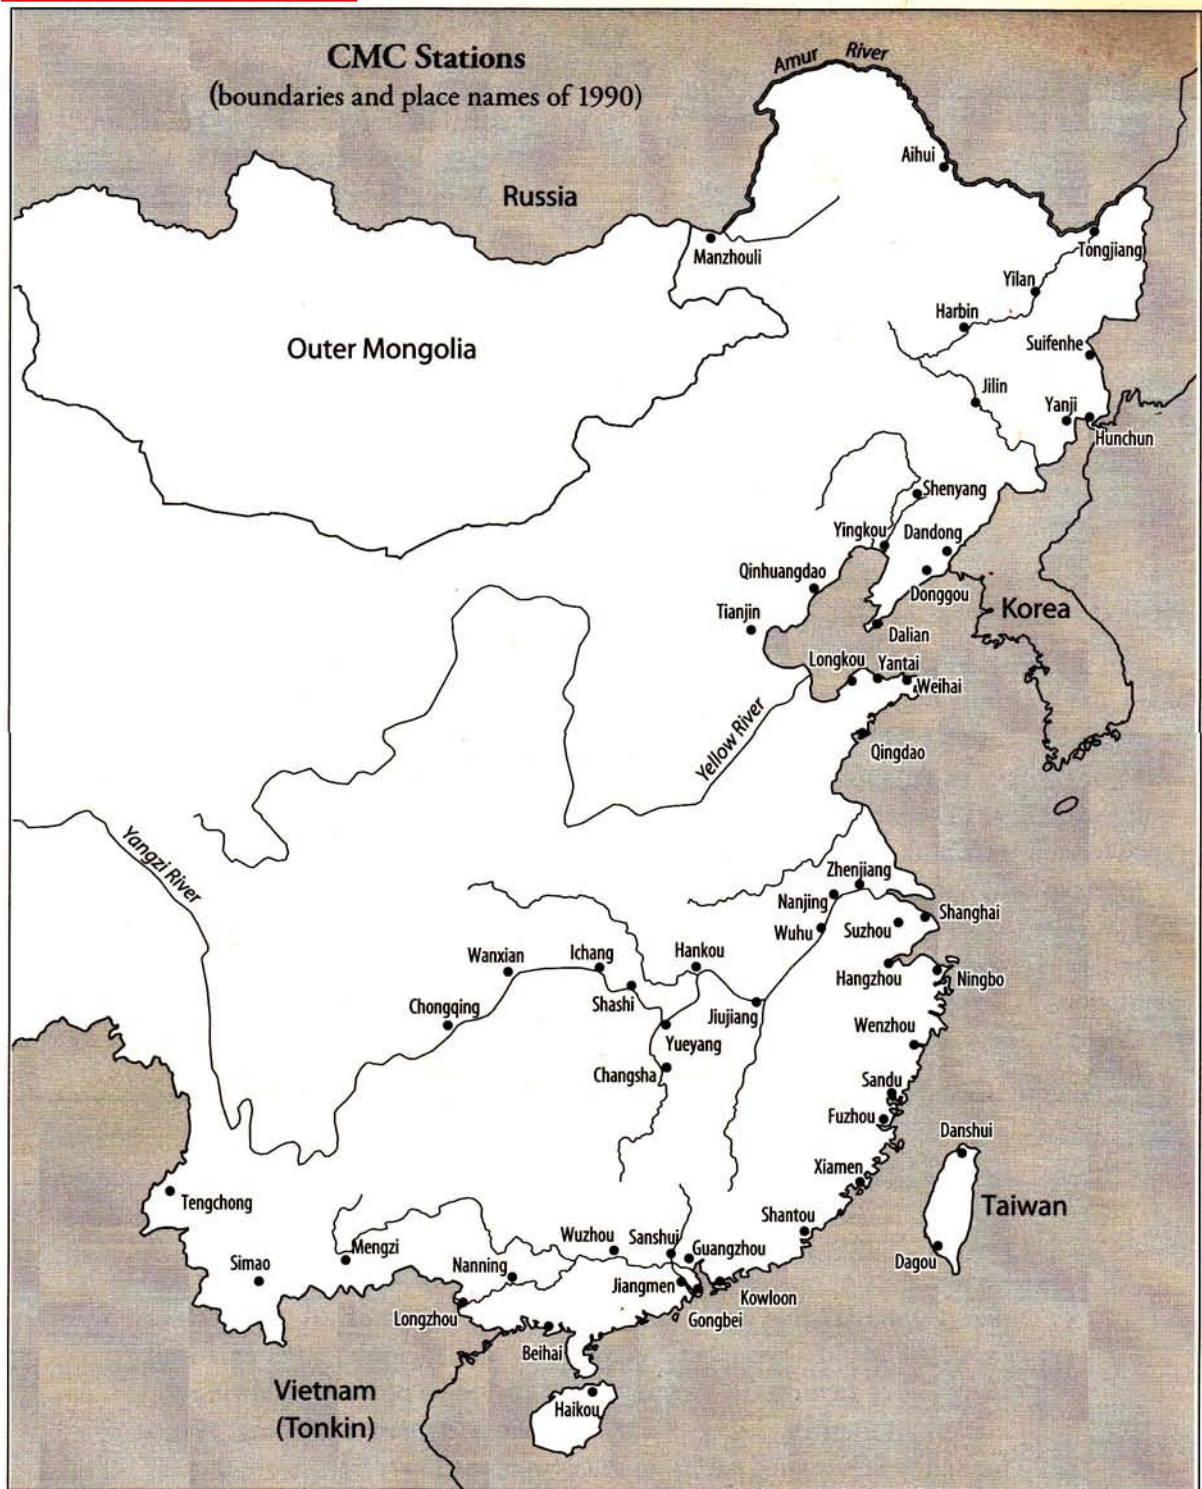 CMC Stations
(boundaries and place names of 1990)
Amur River
Aihui
Russia
Manzhouli
Tongjiang
Yilan
Harbin
Suifenhe
Outer Mongolia
Jilin
Yanji
Hunchun
Shenyang
Yingkou
Dandong
Qinhuangdao
Donggou
Korea
Tianjin
Dalian
Longkou
Yantai
Weihai
Yellow River
Qingdao
Yangzi River
Zhenjiang
Nanjing
Shanghai
Wuhu
Suzhou
Wanxian
Ichang
Hankou
Hangzhou
Ningbo
Chongqing
Shashi
Jiujiang
Yueyang
Wenzhou
Changsha
Sandu
Fuzhou
Danshui
Xiamen
Tengchong
Taiwan
Shantou
Mengzi
Wuzhou
Sanshui
Guangzhou
Simao
Nanning
Dagou
Jiangmen
Kowloon
Longzhou
Gongbei
Beihai
Vietnam
(Tonkin)
Haikou